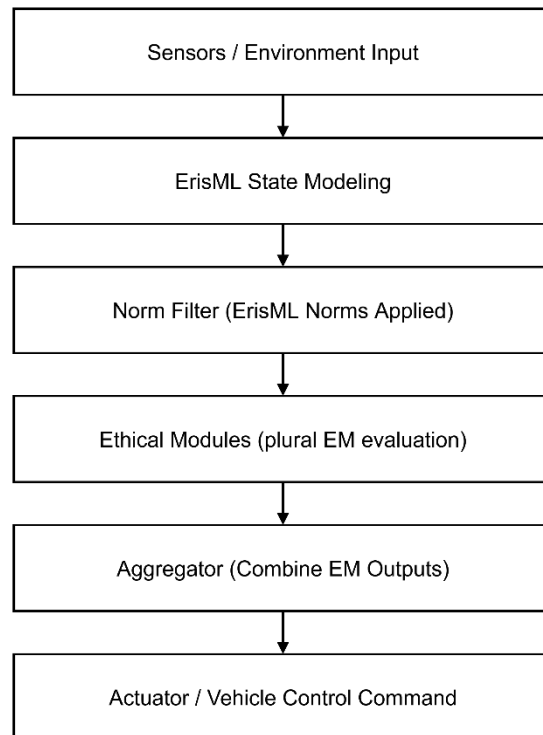 Sensors / Environment Input
ErisML State Modeling
Norm Filter (ErisML Norms Applied)
Ethical Modules (plural EM evaluation)
Aggregator (Combine EM Outputs)
Actuator / Vehicle Control Command